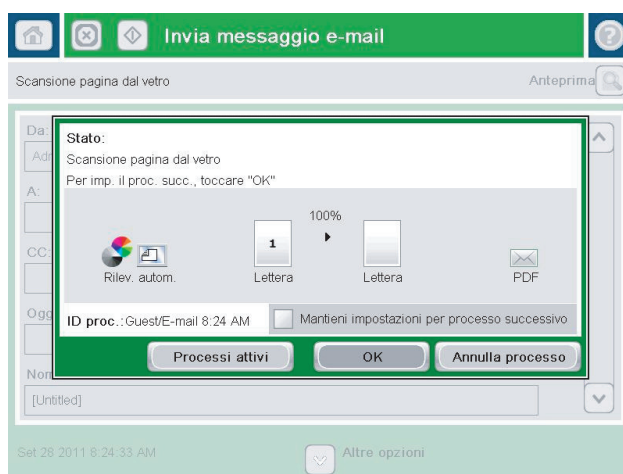 Invia messaggio e-mail
Scansione pagina dal vetro
Anteprima
Da:
Stato:
Adr
Scansione pagina dal vetro
Per imp. il proc. succ., toccare "OK"
A:
100%
1
CC:
Rilev. autom.
Lettera
Lettera
PDF
Ogg
ID proc.:Guest/E-mail 8:24 AM
Mantieni impostazioni per processo successivo
Processi attivi
OK
Annulla processo
Nom
[Untitled]
Set 28 2011 8:24:33 AM
Altre opzioni